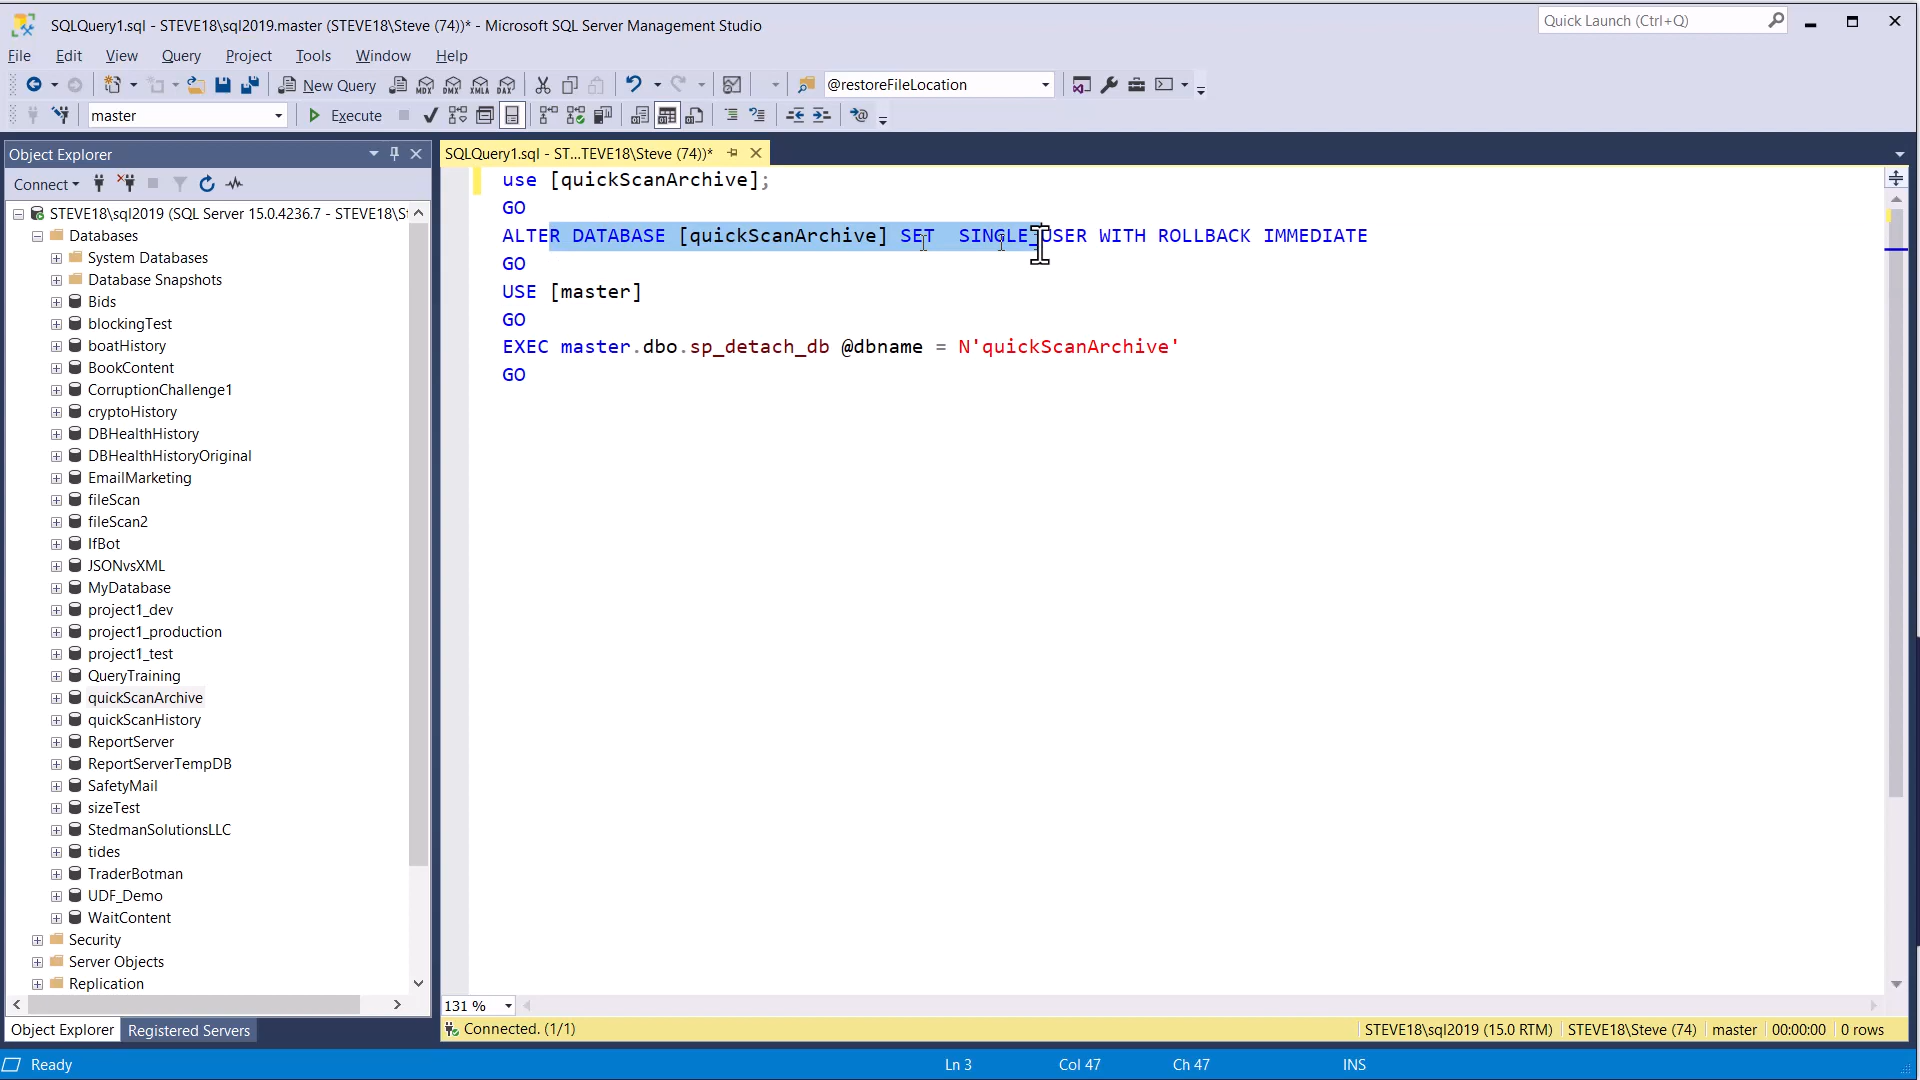 SQLQuery1.sql - STEVE18\sql2019.master (STEVE18\Steve (74))* - Microsoft SQL Server Management Studio
Quick Launch (Ctrl+Q)
File Edit View Query Project Tools Window Help
New Query
MDX DMX XMLA DAX
@restoreFileLocation
master
Execute
Object Explorer
SQLQuery1.sql - ST...TEVE18\Steve (74))*
Connect
STEVE18\sql2019 (SQL Server 15.0.4236.7 - STEVE18\St
Databases
System Databases
Database Snapshots
Bids
blockingTest
boatHistory
BookContent
CorruptionChallenge1
cryptoHistory
DBHealthHistory
DBHealthHistoryOriginal
EmailMarketing
fileScan
fileScan2
IfBot
JSONvsXML
MyDatabase
project1_dev
project1_production
project1_test
QueryTraining
quickScanArchive
quickScanHistory
ReportServer
ReportServerTempDB
SafetyMail
sizeTest
StedmanSolutionsLLC
tides
TraderBotman
UDF_Demo
WaitContent
Security
Server Objects
Replication
Object Explorer
Registered Servers
use [quickScanArchive];
GO
ALTER DATABASE [quickScanArchive] SET  SINGLE_USER WITH ROLLBACK IMMEDIATE
GO
USE [master]
GO
EXEC master.dbo.sp_detach_db @dbname = N'quickScanArchive'
GO
131 %
Connected. (1/1)
STEVE18\sql2019 (15.0 RTM)
STEVE18\Steve (74)
master
00:00:00
0 rows
Ready
Ln 3
Col 47
Ch 47
INS